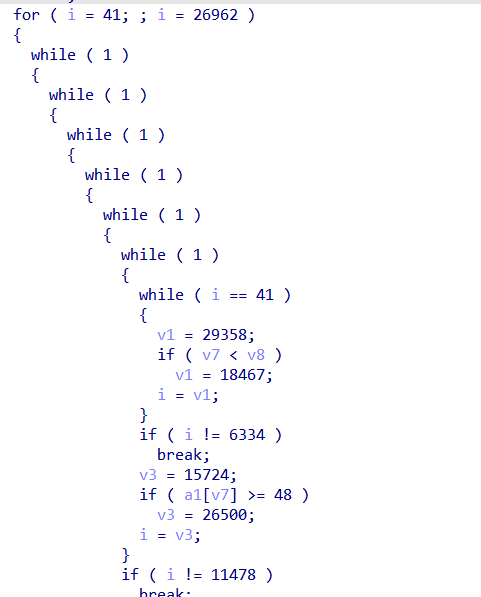 for ( i = 41; ; i = 26962 )
{
while ( 1 )
{
while ( 1 )
{
while ( 1 )
{
while ( 1 )
{
while ( 1 )
{
while ( 1 )
{
while ( i == 41 )
{
v1 = 29358;
if ( v7 < v8 )
v1 = 18467;
i = v1;
}
if ( i != 6334 )
break;
v3 = 15724;
if ( a1[v7] >= 48 )
v3 = 26500;
i = v3;
}
if ( i != 11478 )
break;